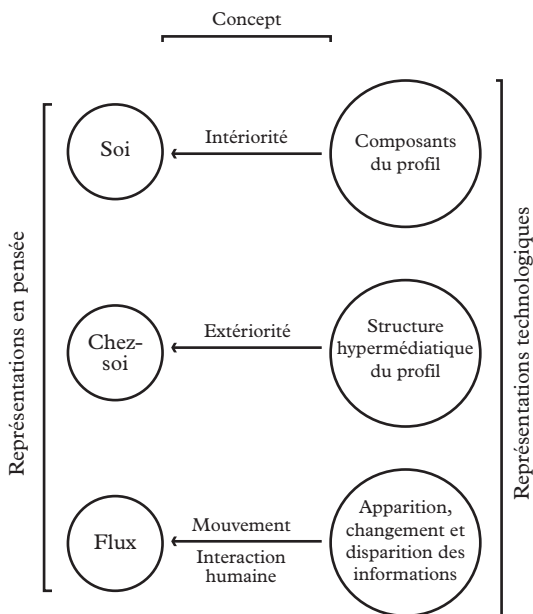 Concept
Représentations en pensée
Soi
Intériorité
Composants
du profil
Chez-
soi
Extériorité
Structure
hypermédiatique
du profil
Flux
Mouvement
Interaction
humaine
Apparition,
changement et
disparition des
informations
Représentations technologiques